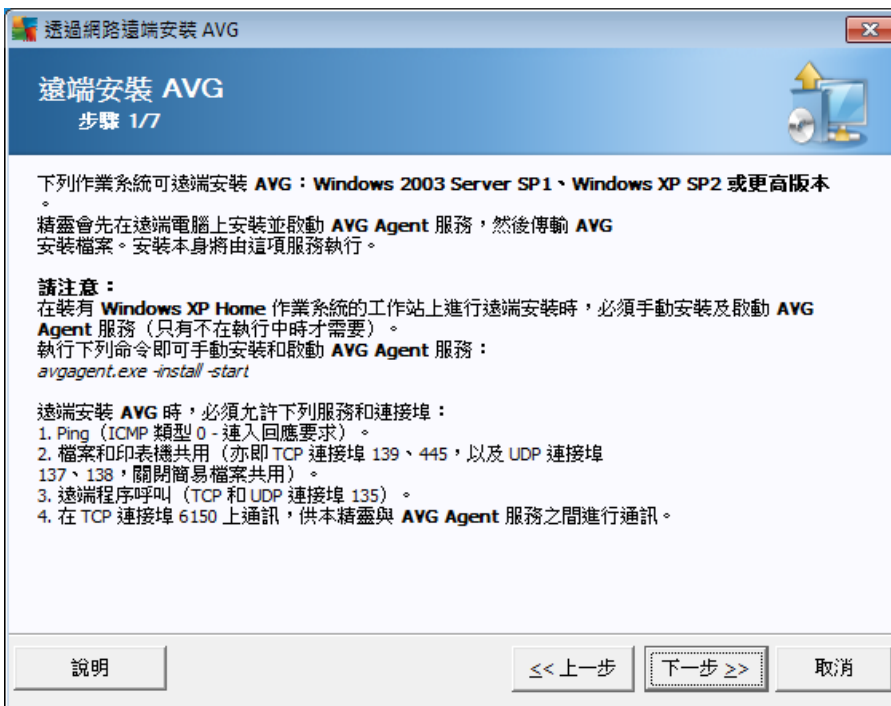 透過網路遠端安裝 AVG
遠端安裝 AVG
步驟 1/7
下列作業系統可遠端安裝 AVG：Windows 2003 Server SP1、Windows XP SP2 或更高版本
。
精靈會先在遠端電腦上安裝並啟動 AVG Agent 服務，然後傳輸 AVG
安裝檔案。安裝本身將由這項服務執行。
請注意：
在裝有 Windows XP Home 作業系統的工作站上進行遠端安裝時，必須手動安裝及啟動 AVG
Agent 服務（只有不在執行中時才需要）。
執行下列命令即可手動安裝和啟動 AVG Agent 服務：
avgagent.exe -install -start
遠端安裝 AVG 時，必須允許下列服務和連接埠：
1. Ping（ICMP 類型 0 - 連入回應要求）。
2. 檔案和印表機共用（亦即 TCP 連接埠 139、445，以及 UDP 連接埠
137、138，關閉簡易檔案共用）。
3. 遠端程序呼叫（TCP 和 UDP 連接埠 135）。
4. 在 TCP 連接埠 6150 上通訊，供本精靈與 AVG Agent 服務之間進行通訊。
說明
<< 上一步
下一步 >>
取消